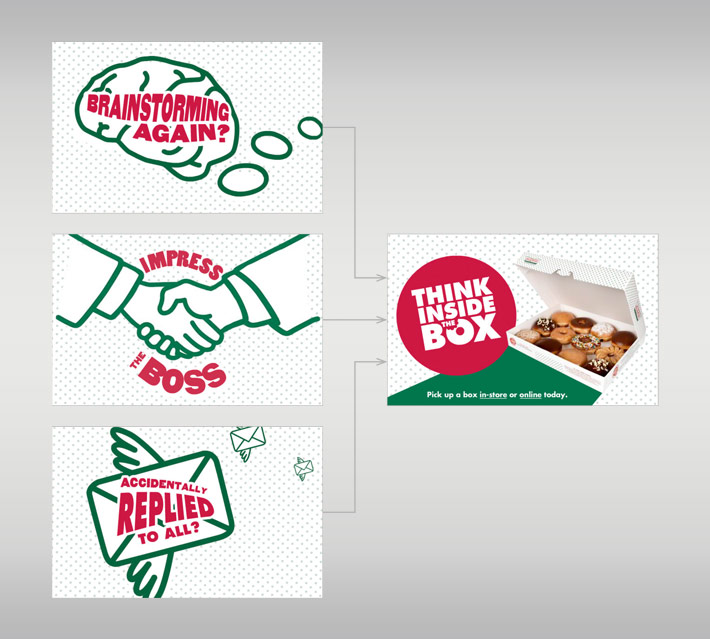 BRAINSTORMING
AGAIN?
IMPRESS
THE
BOSS
ACCIDENTALLY
REPLIED
TO ALL?
THINK
INSIDE
THE
BOX
Pick up a box in-store or online today.